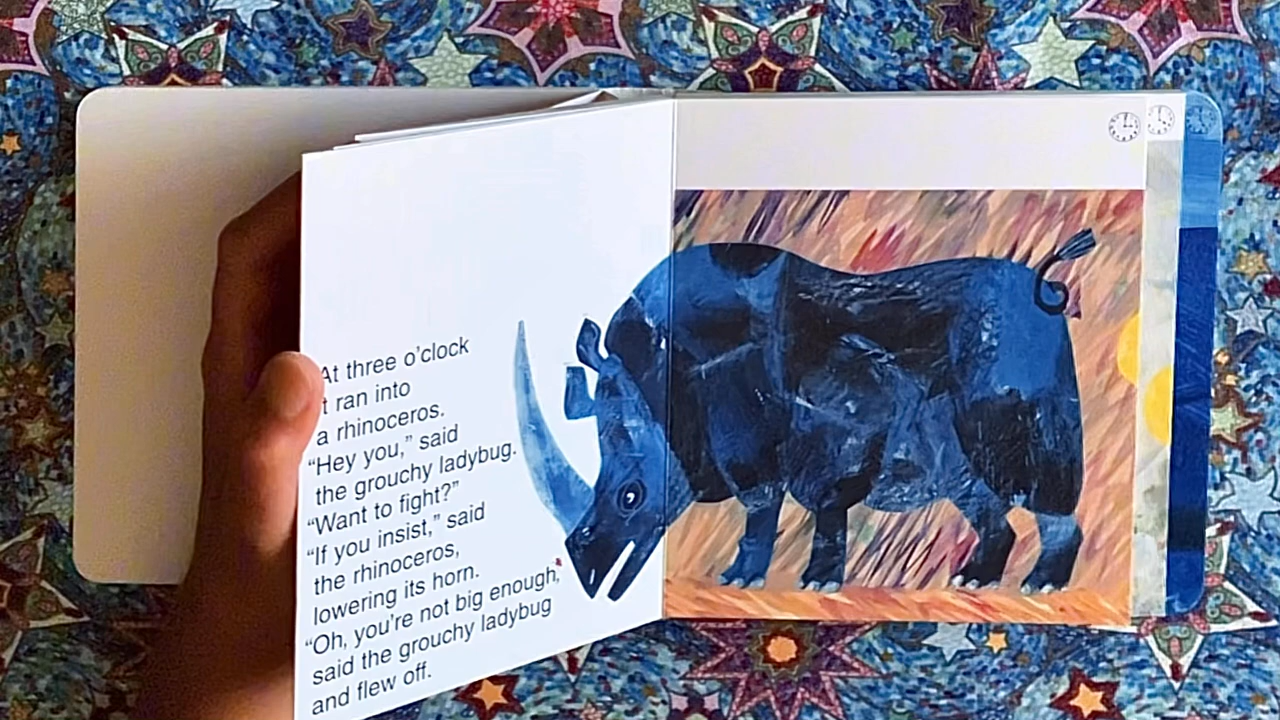 At three o'clock
it ran into
a rhinoceros.
“Hey you,” said
the grouchy ladybug.
“Want to fight?”
“If you insist,” said
the rhinoceros,
lowering its horn.
“Oh, you're not big enough,”
said the grouchy ladybug
and flew off.